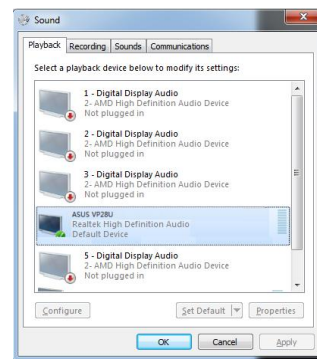 Sound
Playback Recording Sounds Communications
Select a playback device below to modify its settings:
1 - Digital Display Audio
2- AMD High Definition Audio Device
Not plugged in
2 - Digital Display Audio
2- AMD High Definition Audio Device
Not plugged in
3 - Digital Display Audio
2- AMD High Definition Audio Device
Not plugged in
ASUS VP28U
Realtek High Definition Audio
Default Device
5 - Digital Display Audio
2- AMD High Definition Audio Device
Not plugged in
Configure Set Default Properties
OK Cancel Apply